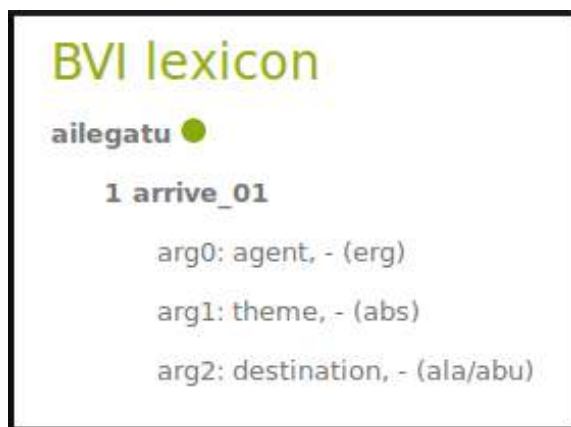 BVI lexicon
ailegatu
1 arrive_01
arg0: agent, - (erg)
arg1: theme, - (abs)
arg2: destination, - (ala/abu)